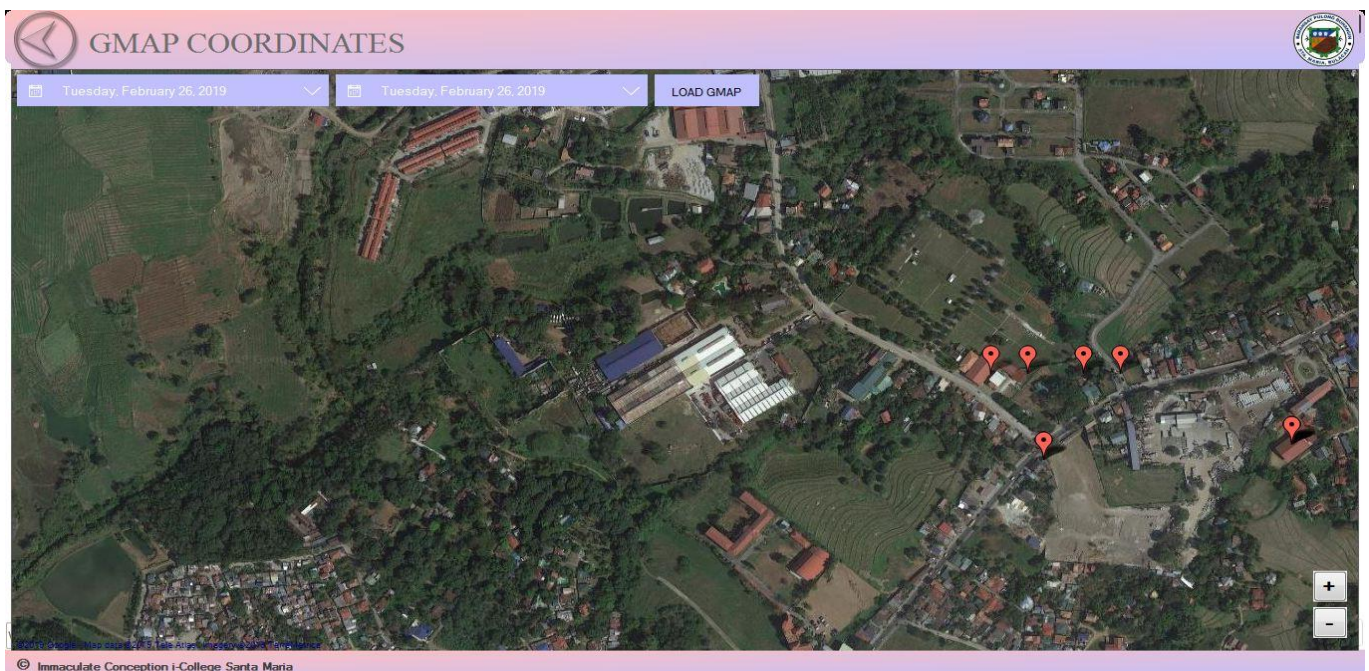 GMAP COORDINATES
Tuesday, February 26, 2019
Tuesday, February 26, 2019
LOAD GMAP
+
-
© Immaculate Conception i-College Santa Maria